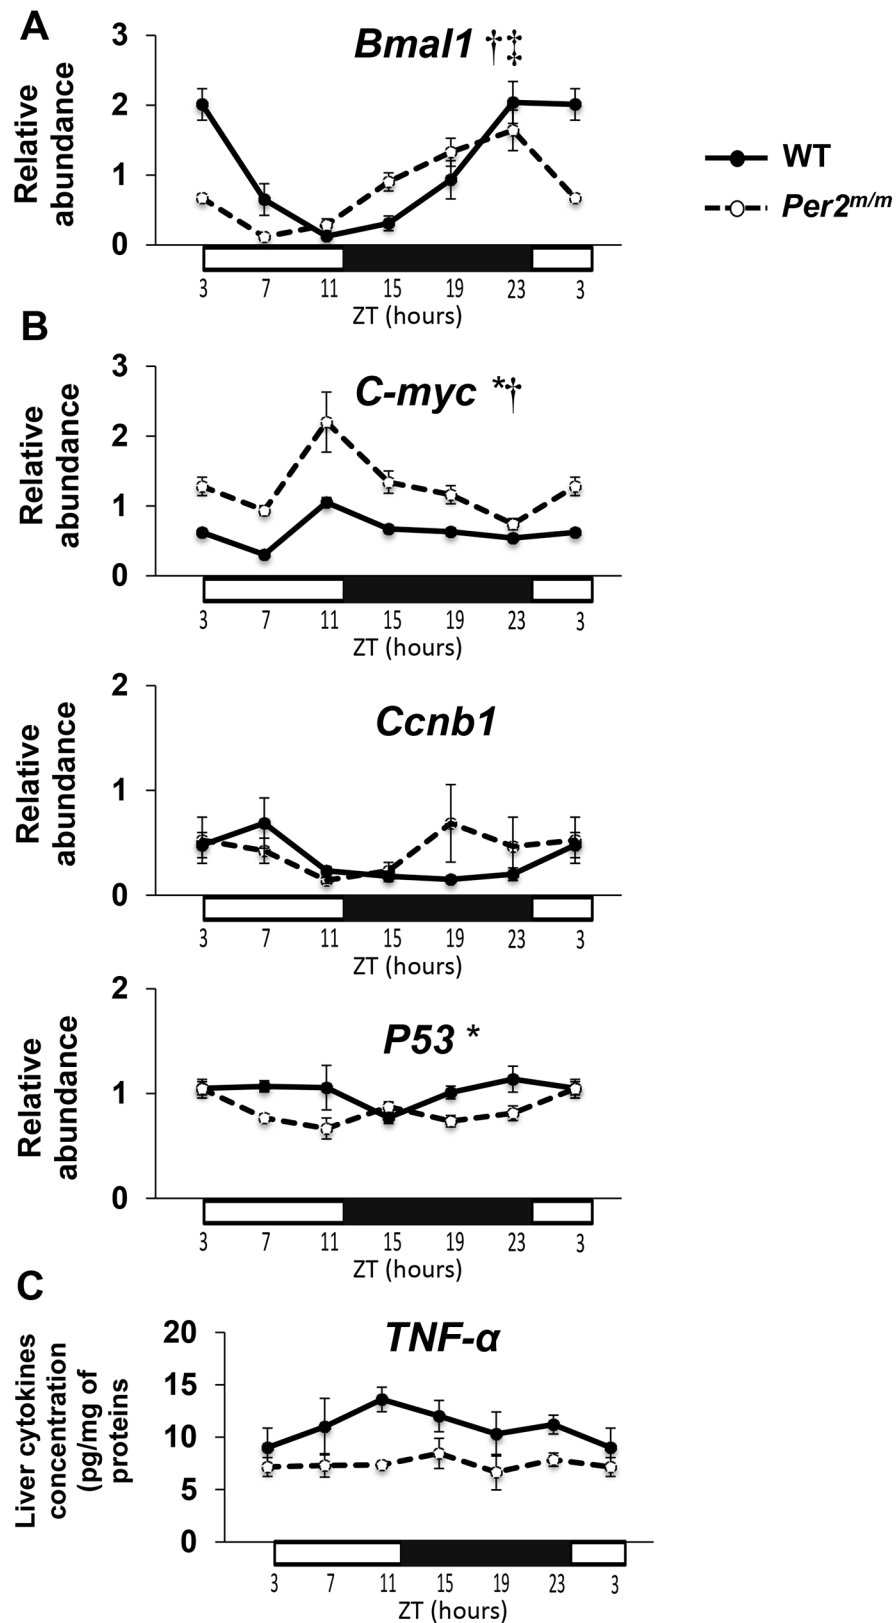 A
Bmal1 †‡
Relative
abundance
3
2
1
0
3 7 11 15 19 23 3
ZT (hours)
WT
Per2m/m
B
C-myc *†
Relative
abundance
3
2
1
0
3 7 11 15 19 23 3
ZT (hours)
Ccnb1
Relative
abundance
2
1
0
3 7 11 15 19 23 3
ZT (hours)
P53 *
Relative
abundance
2
1
0
3 7 11 15 19 23 3
ZT (hours)
C
TNF-α
Liver cytokines
concentration
(pg/mg of
proteins
20
15
10
5
0
3 7 11 15 19 23 3
ZT (hours)